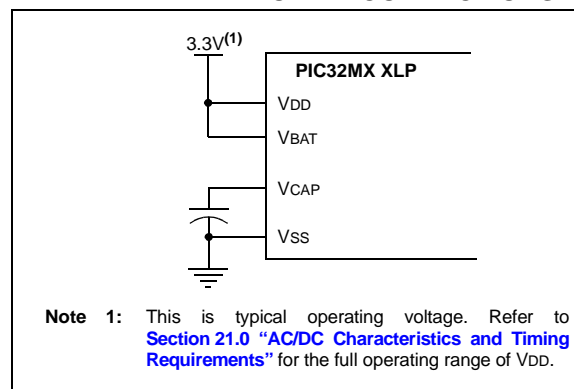 3.3V(1)
PIC32MX XLP
VDD
VBAT
VCAP
VSS
Note 1: This is typical operating voltage. Refer to
Section 21.0 “AC/DC Characteristics and Timing
Requirements” for the full operating range of VDD.